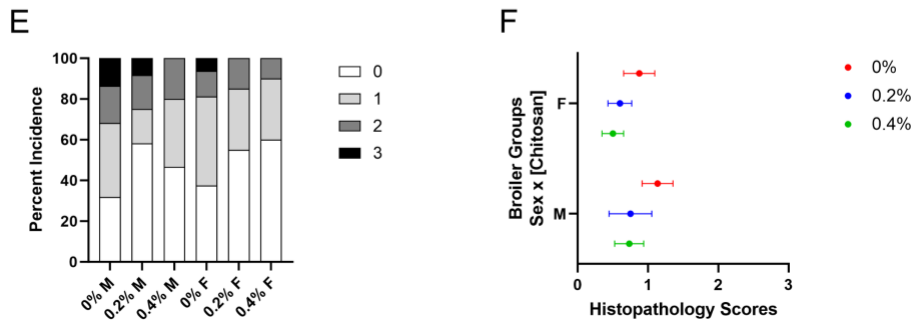 E
Percent Incidence
100
80
60
40
20
0
0% M
0.2% M
0.4% M
0% F
0.2% F
0.4% F
0
1
2
3
F
Broiler Groups
Sex x [Chitosan]
F
M
0
1
2
3
Histopathology Scores
0%
0.2%
0.4%